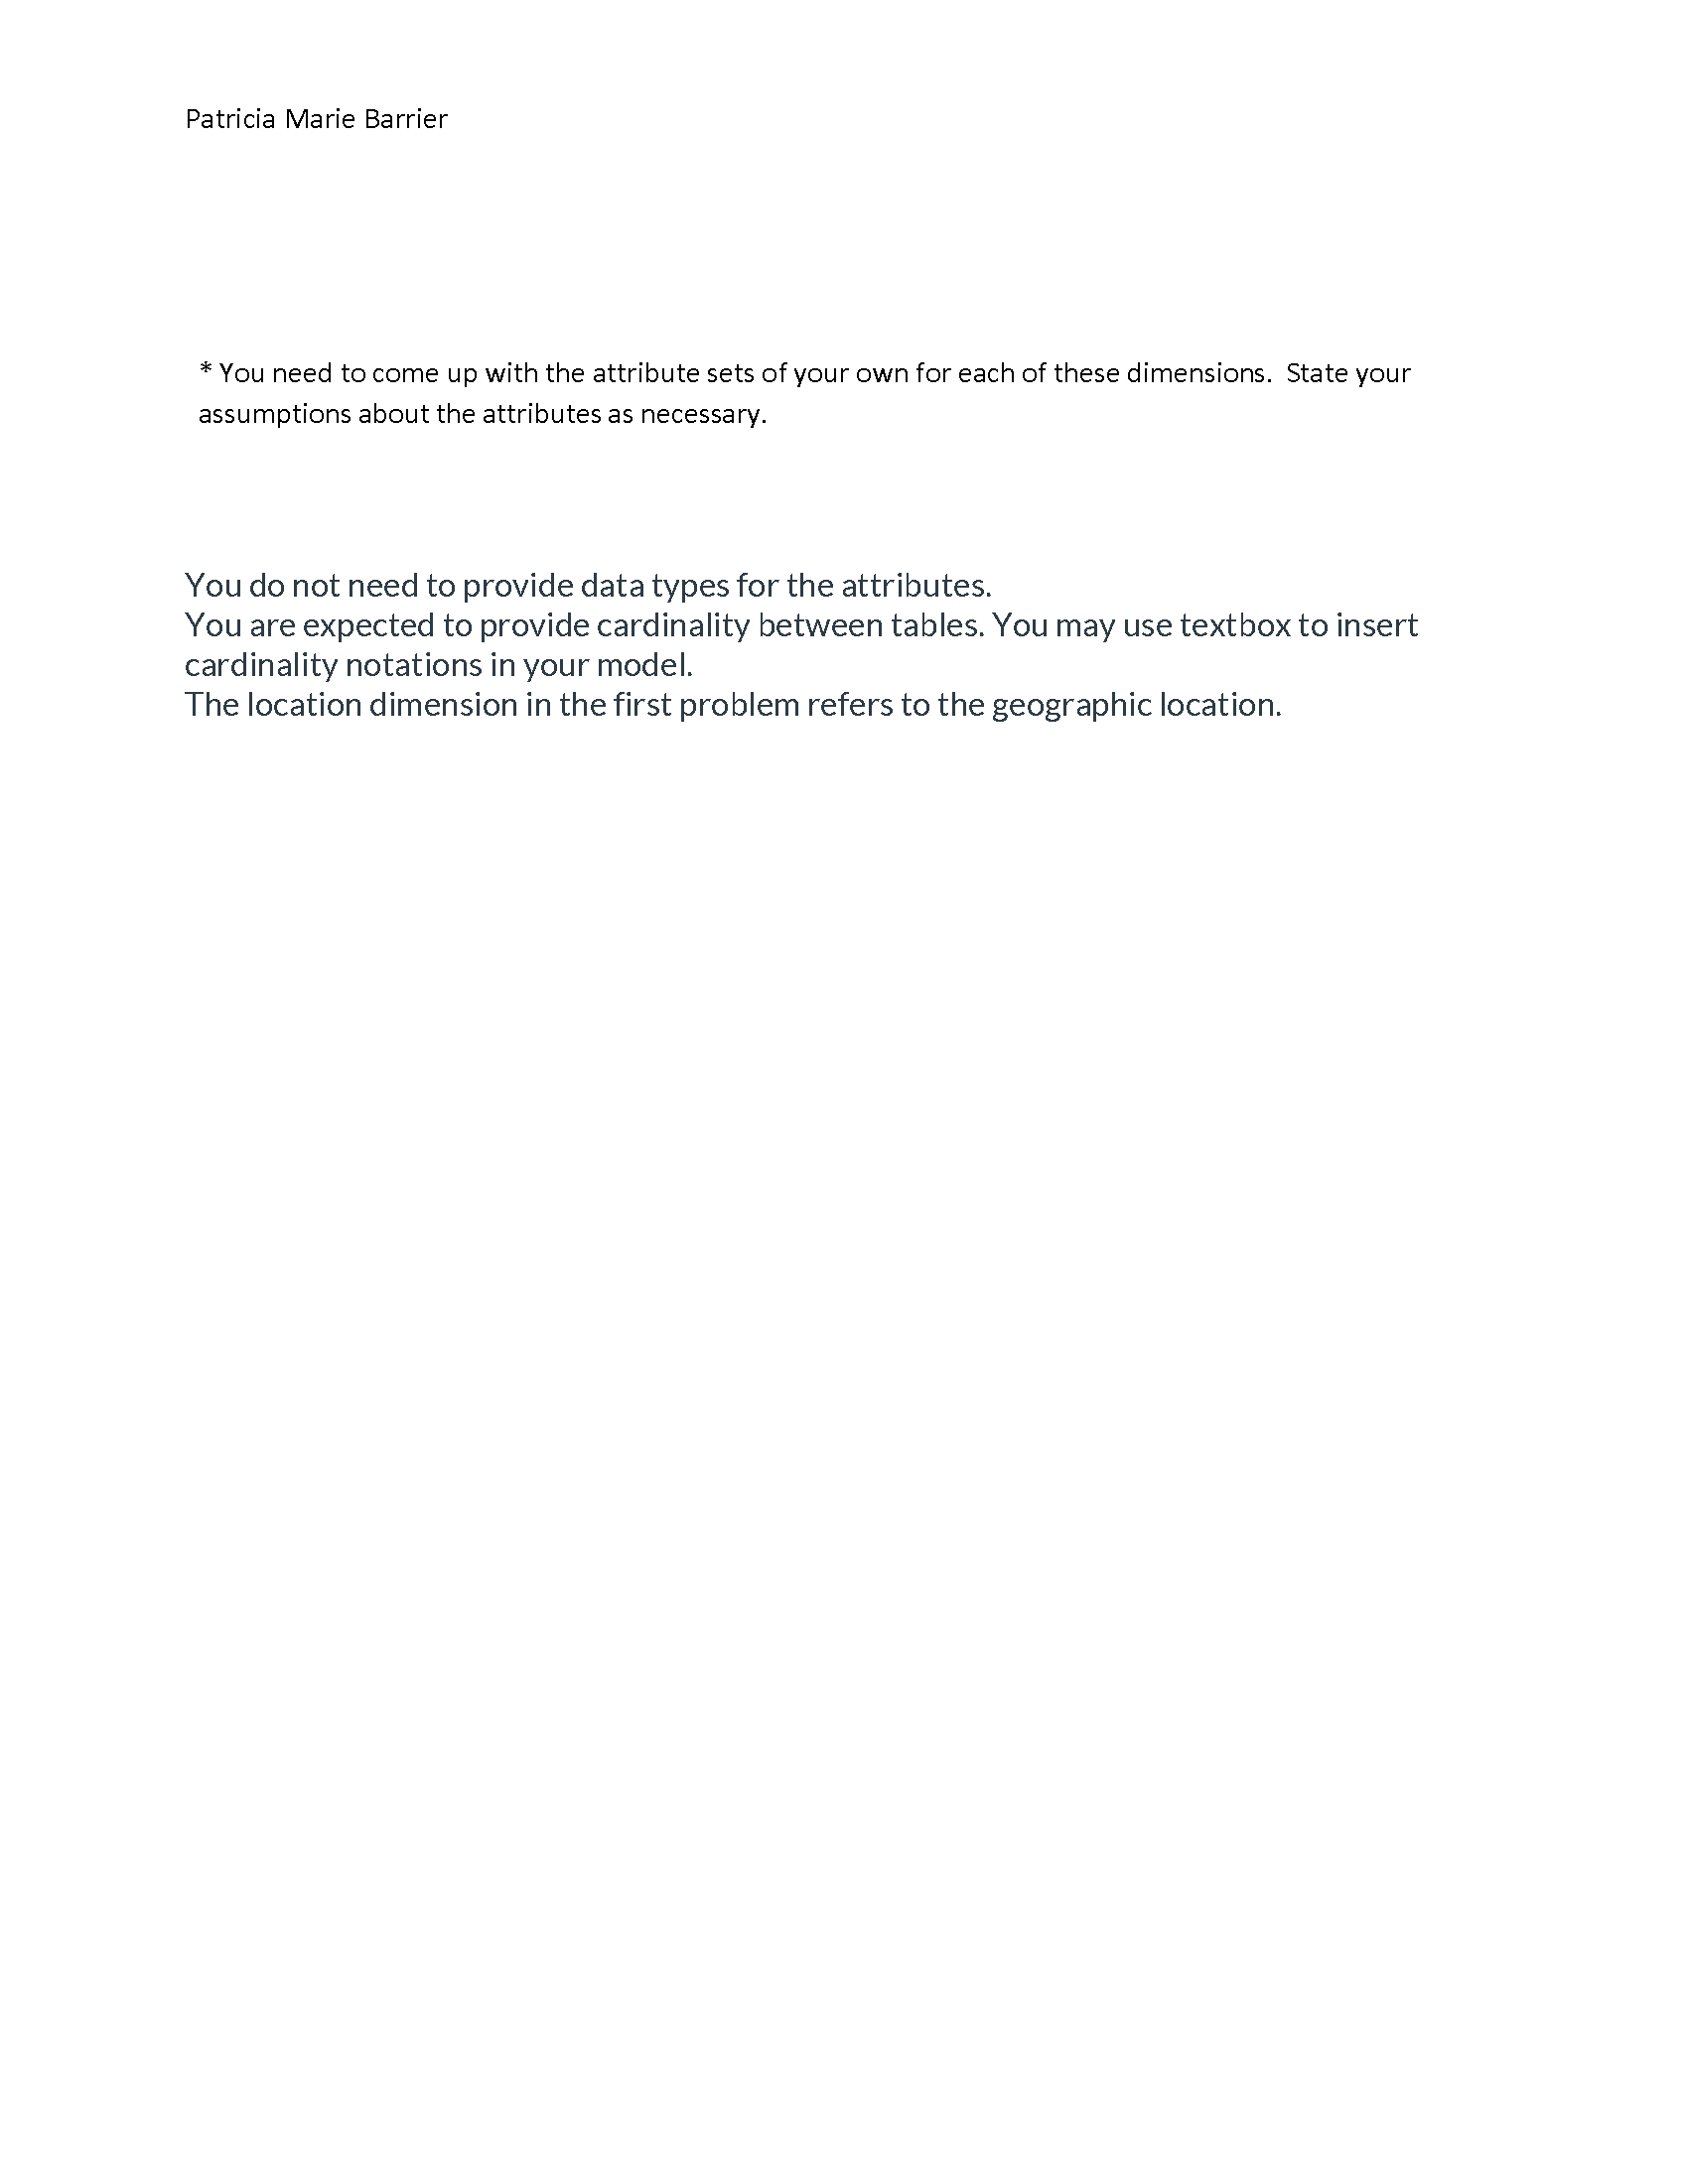 Patricia Marie Barrier
* You need to come up with the attribute sets of your own for each of these dimensions.  State your
assumptions about the attributes as necessary.
You do not need to provide data types for the attributes.
You are expected to provide cardinality between tables. You may use textbox to insert
cardinality notations in your model.
The location dimension in the first problem refers to the geographic location.